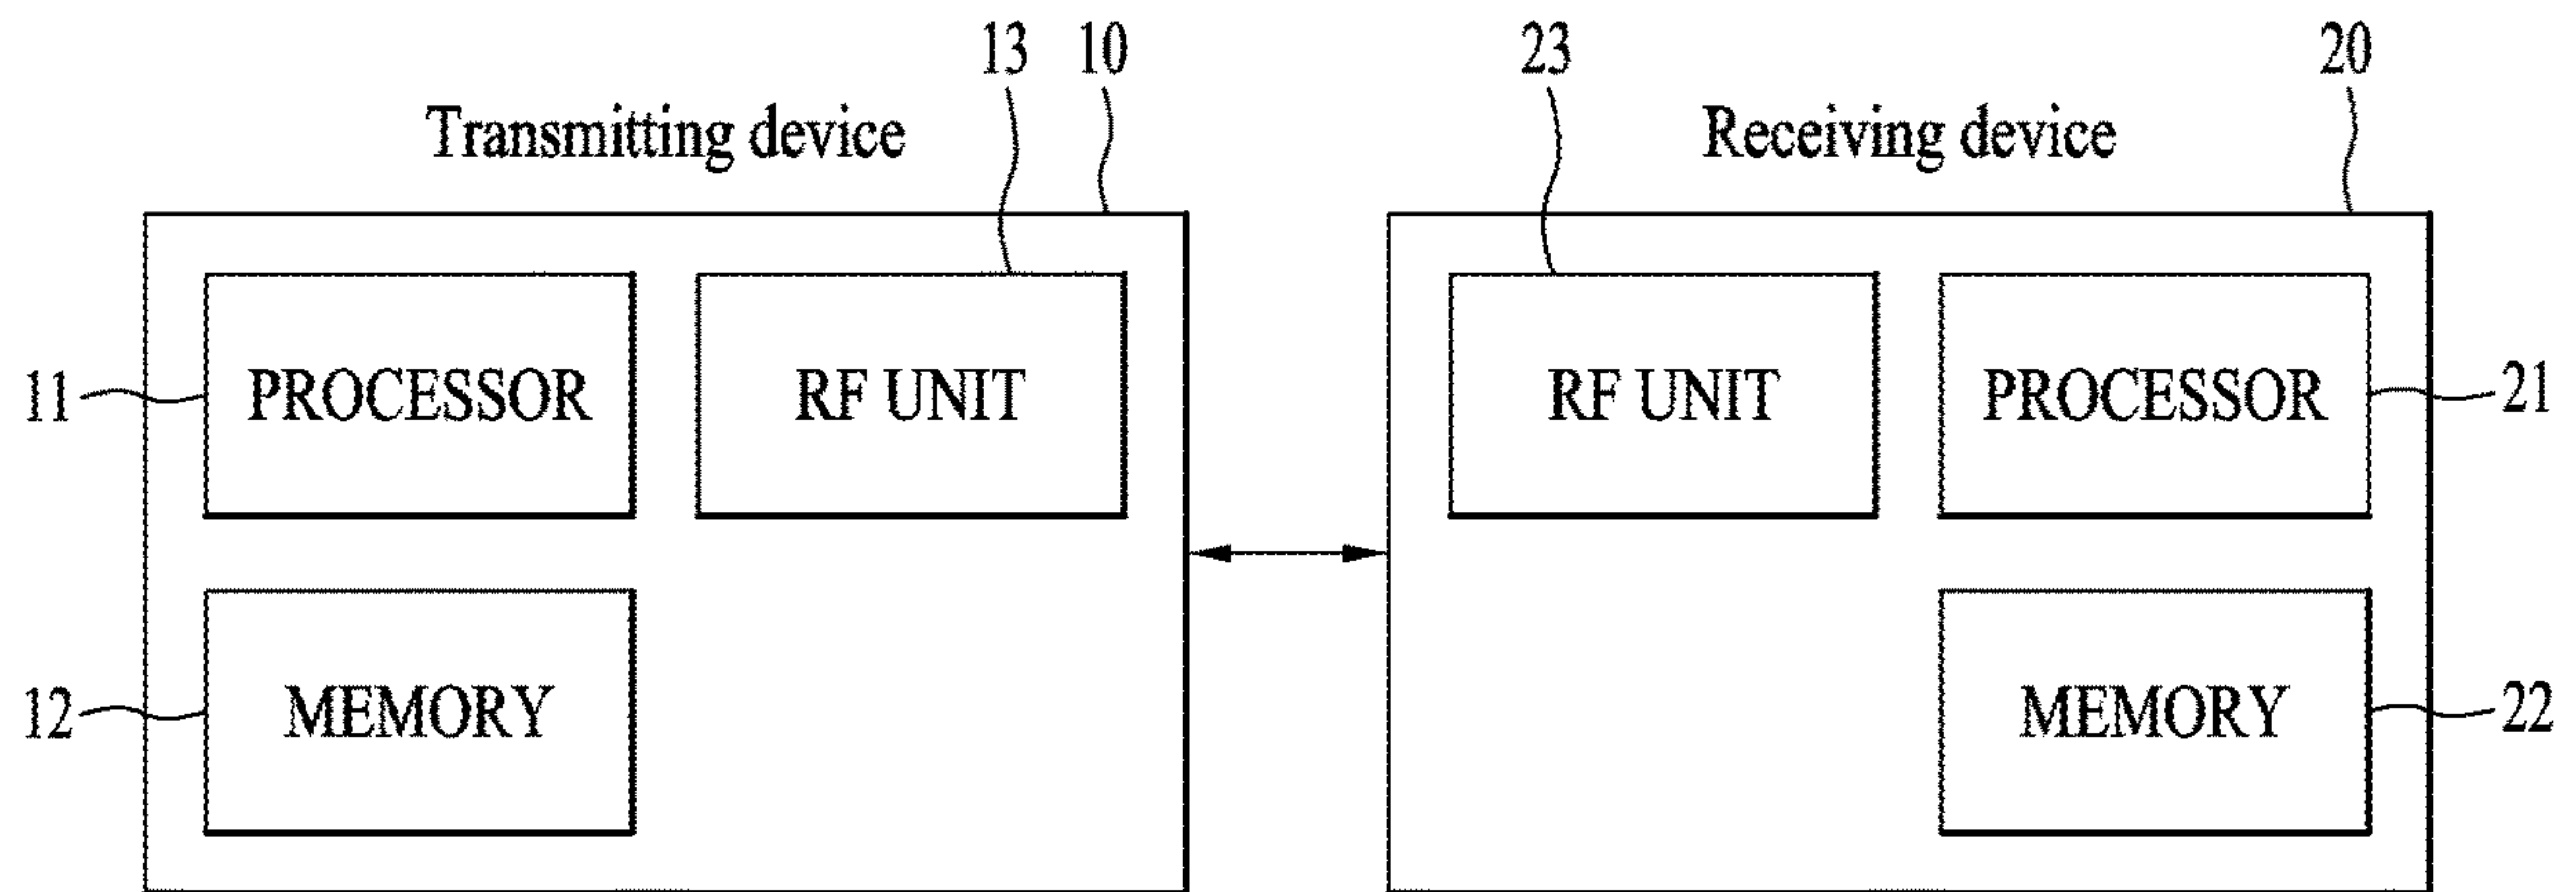 13 10 23 20
Transmitting device Receiving device
11 PROCESSOR RF UNIT RF UNIT PROCESSOR 21
12 MEMORY MEMORY 22